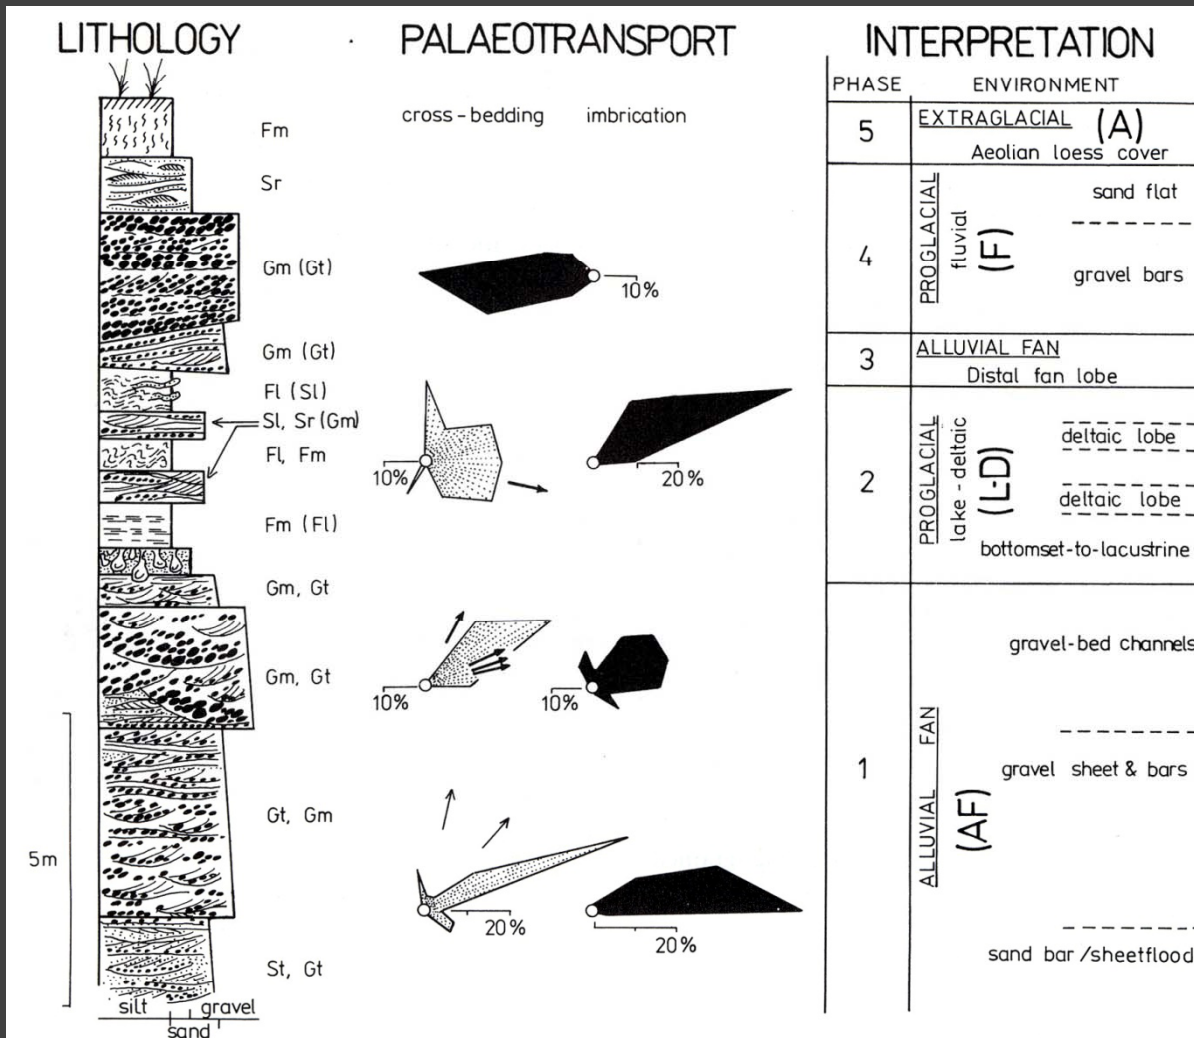 LITHOLOGY
PALAEOTRANSPORT
INTERPRETATION
cross-bedding
imbrication
PHASE
ENVIRONMENT
Fm
Sr
Gm (Gt)
Gm (Gt)
Fl (Sl)
Sl, Sr (Gm)
Fl, Fm
Fm (Fl)
Gm, Gt
Gm, Gt
Gt, Gm
St, Gt
5m
silt
sand
gravel
10%
10%
20%
10%
10%
20%
20%
5
EXTRAGLACIAL (A)
Aeolian loess cover
4
PROGLACIAL
fluvial
(F)
sand flat
gravel bars
3
ALLUVIAL FAN
Distal fan lobe
2
PROGLACIAL
lake-deltaic
(L-D)
deltaic lobe
deltaic lobe
bottomset-to-lacustrine
1
ALLUVIAL FAN
(AF)
gravel-bed channels
gravel sheet & bars
sand bar/sheetflood